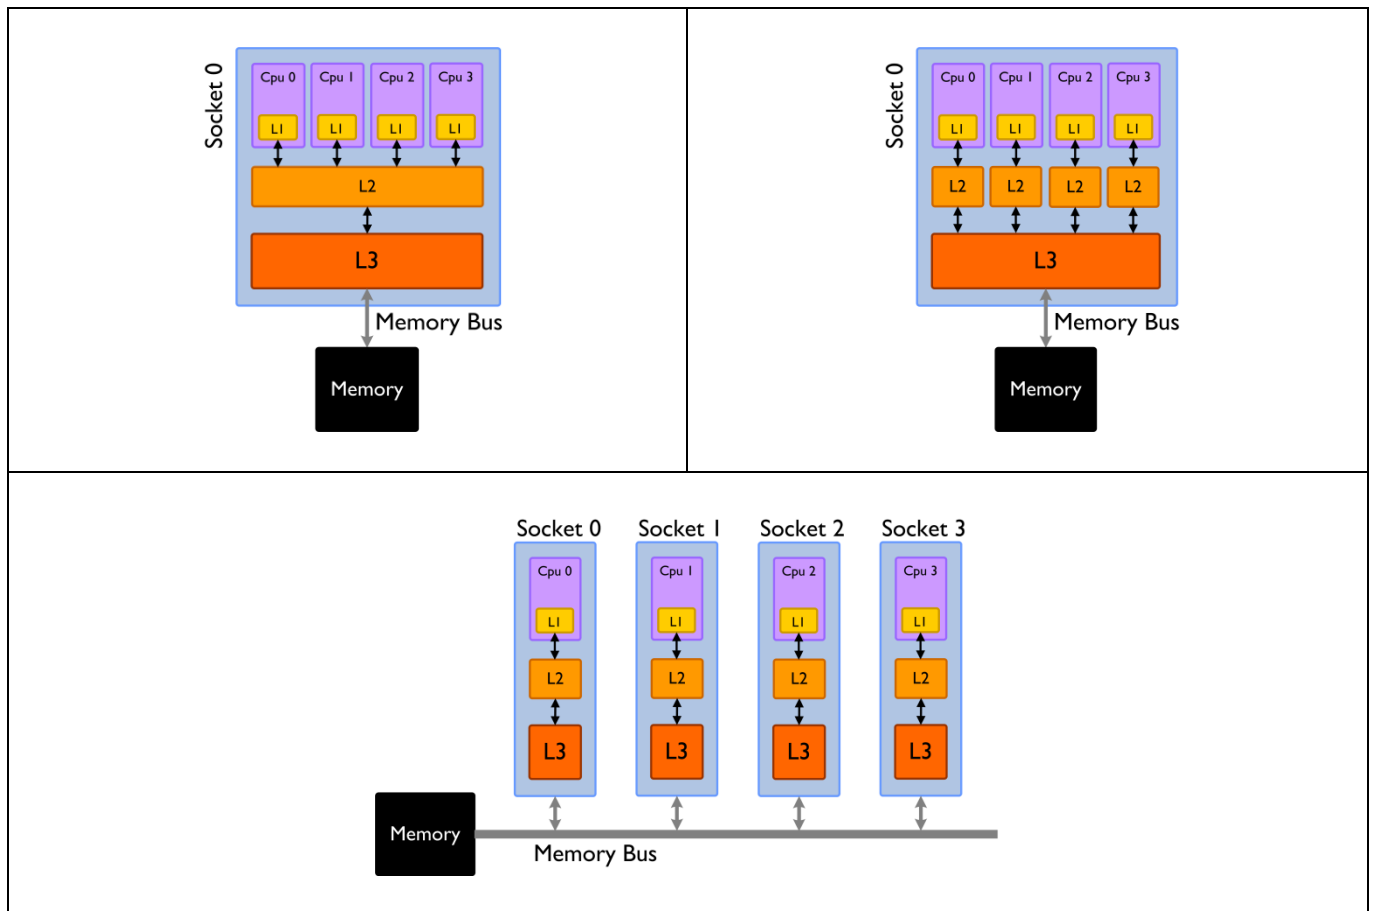 Socket 0
Cpu 0 Cpu 1 Cpu 2 Cpu 3
L1 L1 L1 L1
L2
L3
Memory Bus
Memory
Socket 0
Cpu 0 Cpu 1 Cpu 2 Cpu 3
L1 L1 L1 L1
L2 L2 L2 L2
L3
Memory Bus
Memory
Socket 0 Socket 1 Socket 2 Socket 3
Cpu 0 Cpu 1 Cpu 2 Cpu 3
L1 L1 L1 L1
L2 L2 L2 L2
L3 L3 L3 L3
Memory
Memory Bus